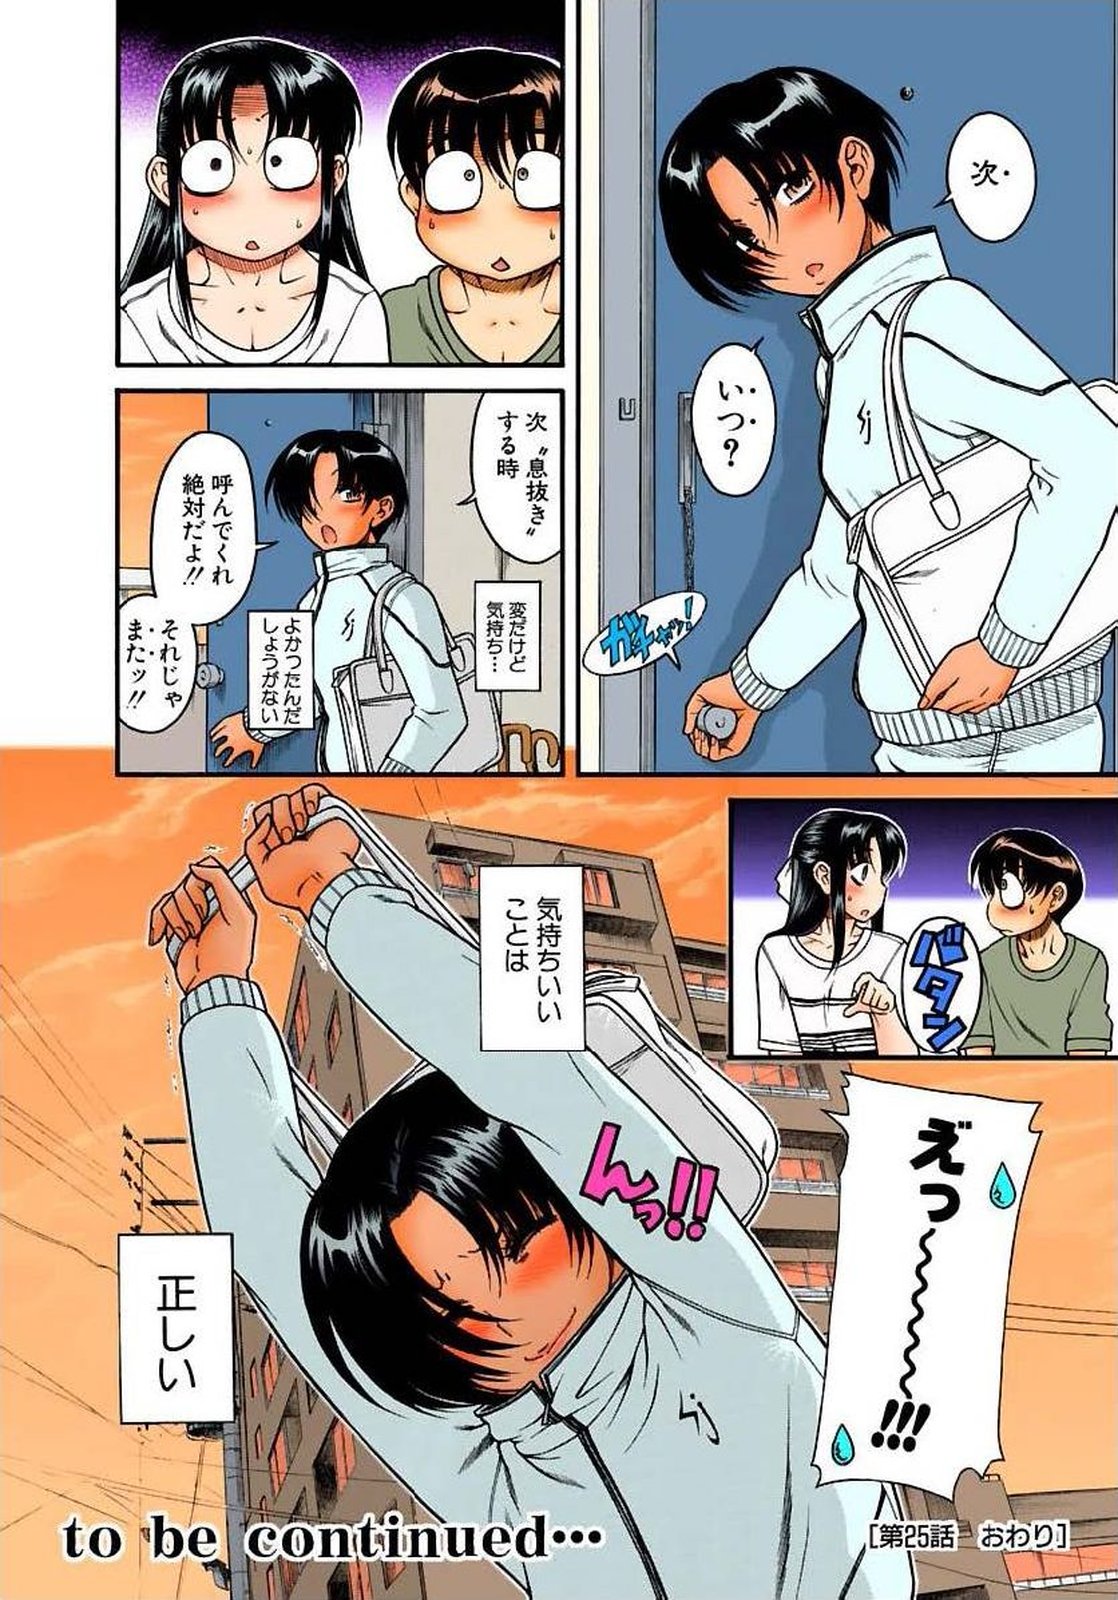 次・
いつ?
ガチャッ!
次〝息抜き〟
する時
変だけど
気持ち…
呼んでくれ
絶対だよ!!
よかったんだ
しょうがない
それじゃ
またッ!!
バタン
えっ～～～～!!!
気持ちいい
ことは
んっ!!
正しい
to be continued…
[第25話 おわり]